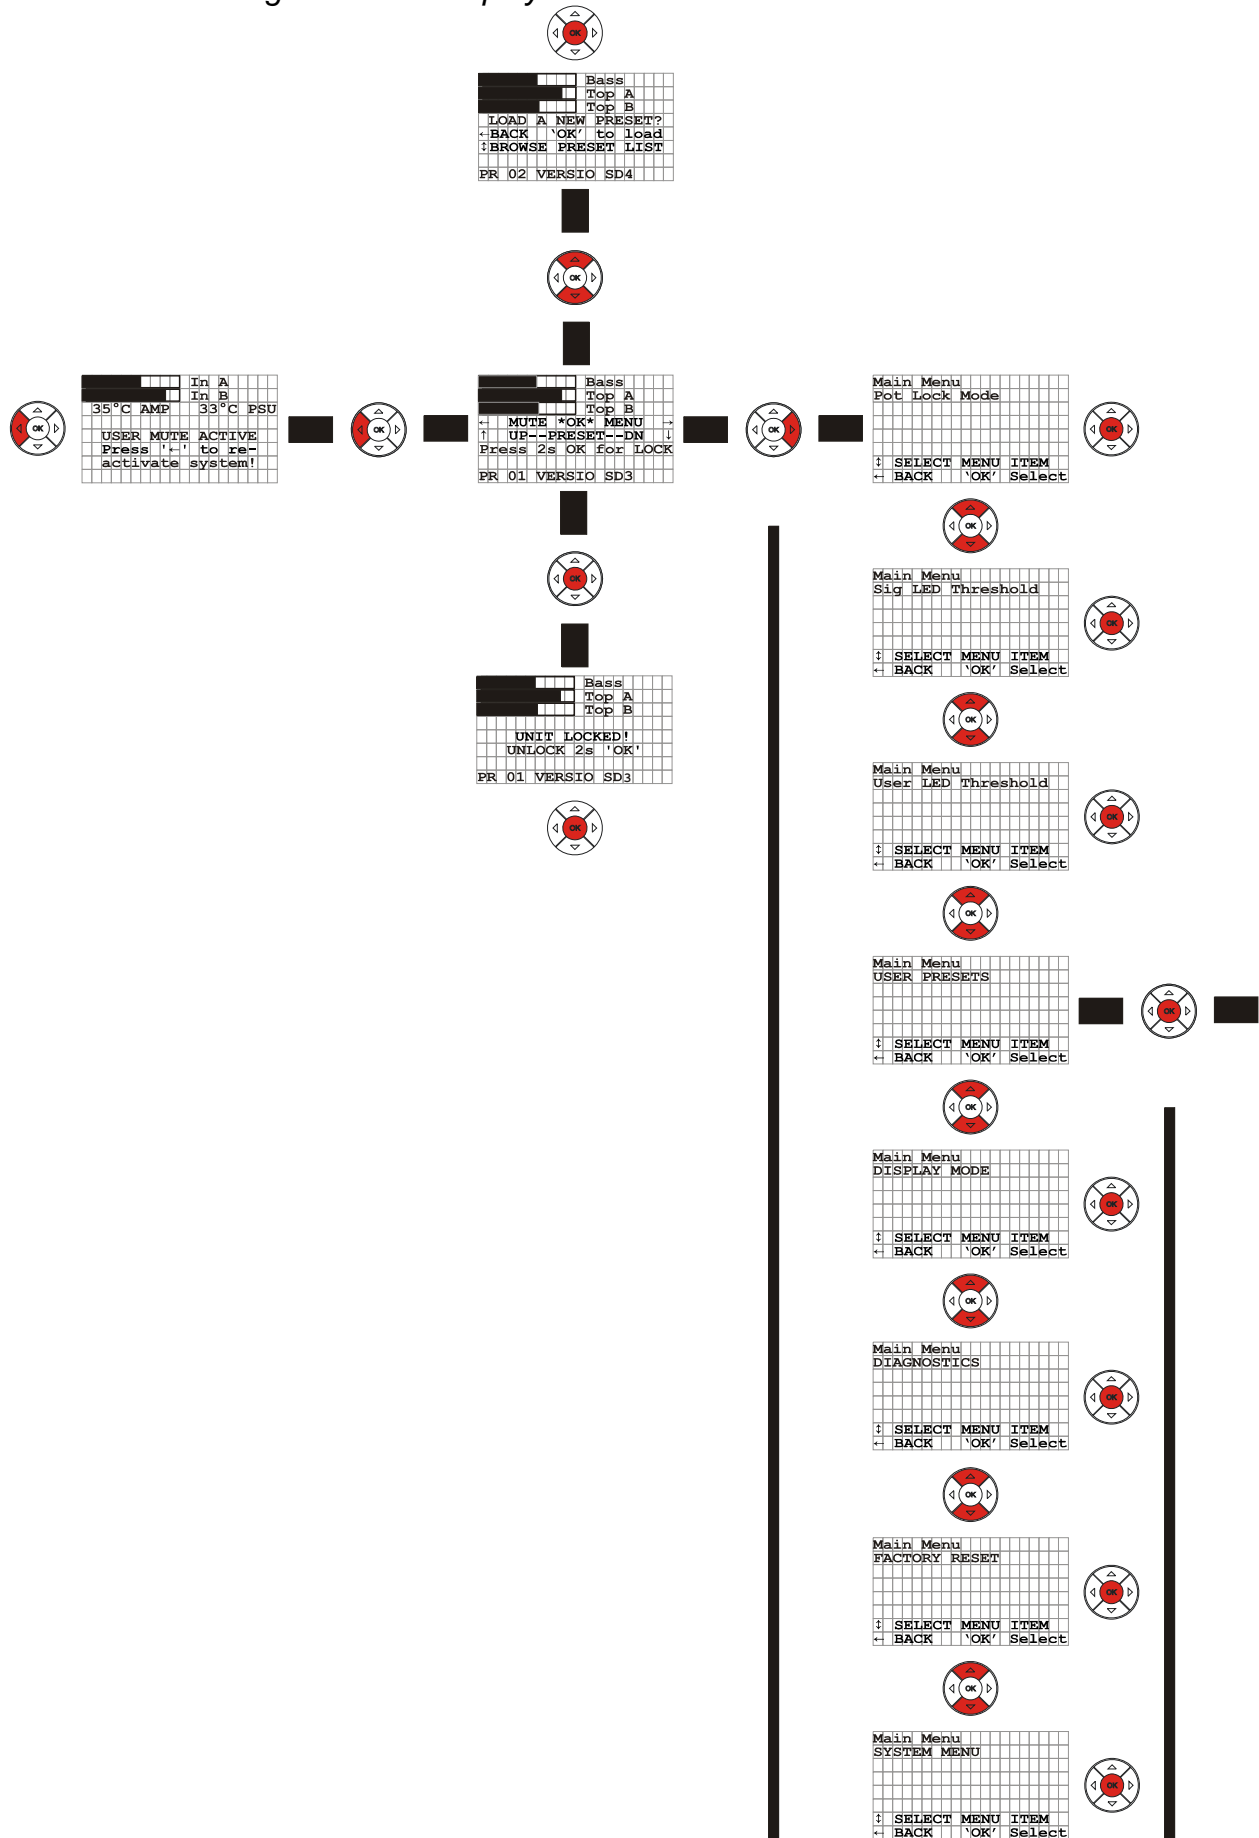 OK
Bass
Top A
Top B
LOAD A NEW PRESET?
←BACK 'OK' to load
↕BROWSE PRESET LIST
PR 02 VERSIO SD4
OK
In A
In B
35°C AMP 33°C PSU
USER MUTE ACTIVE
Press '←' to re-
activate system!
OK
OK
Bass
Top A
Top B
← MUTE *OK* MENU →
↑ UP--PRESET--DN ↓
Press 2s OK for LOCK
PR 01 VERSIO SD3
OK
Main Menu
Pot Lock Mode
↕ SELECT MENU ITEM
← BACK 'OK' Select
OK
OK
OK
Bass
Top A
Top B
UNIT LOCKED!
UNLOCK 2s 'OK'
PR 01 VERSIO SD3
OK
Main Menu
Sig LED Threshold
↕ SELECT MENU ITEM
← BACK 'OK' Select
OK
OK
Main Menu
User LED Threshold
↕ SELECT MENU ITEM
← BACK 'OK' Select
OK
OK
Main Menu
USER PRESETS
↕ SELECT MENU ITEM
← BACK 'OK' Select
OK
OK
Main Menu
DISPLAY MODE
↕ SELECT MENU ITEM
← BACK 'OK' Select
OK
OK
Main Menu
DIAGNOSTICS
↕ SELECT MENU ITEM
← BACK 'OK' Select
OK
OK
Main Menu
FACTORY RESET
↕ SELECT MENU ITEM
← BACK 'OK' Select
OK
OK
Main Menu
SYSTEM MENU
↕ SELECT MENU ITEM
← BACK 'OK' Select
OK